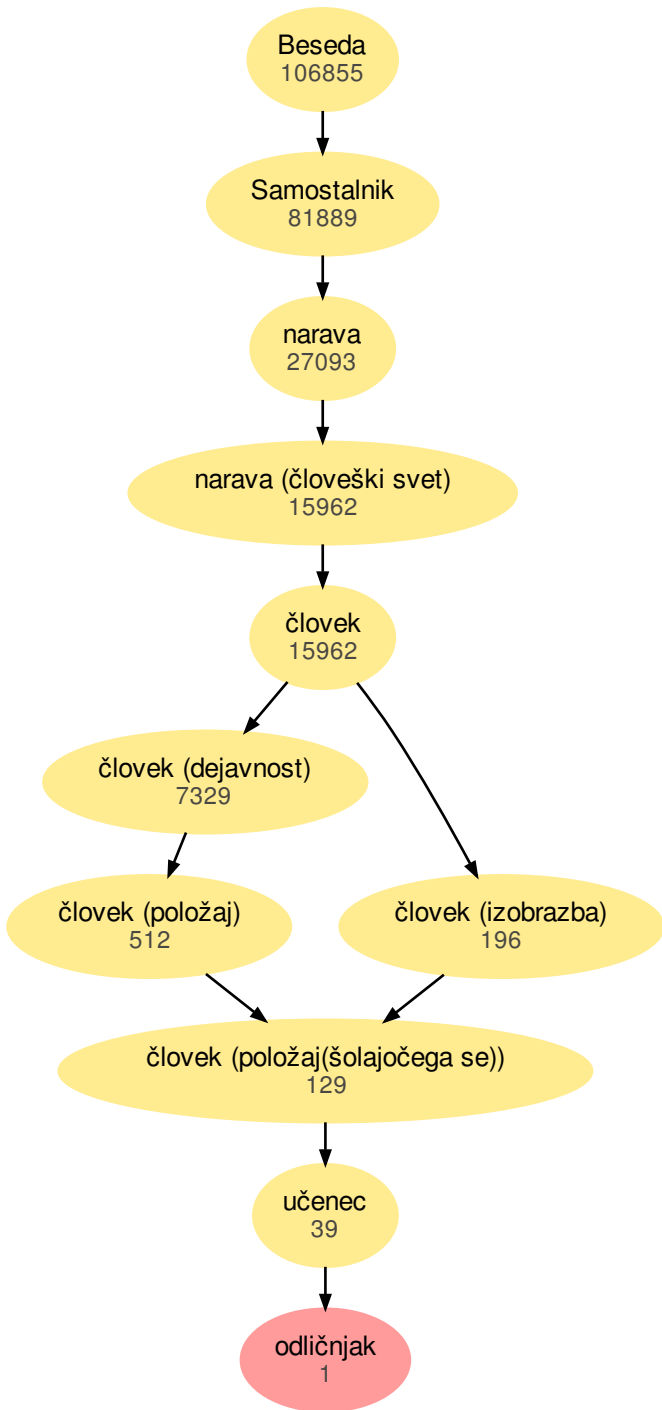 Beseda
106855
Samostalnik
81889
narava
27093
narava (človeški svet)
15962
človek
15962
človek (dejavnost)
7329
človek (položaj)
512
človek (izobrazba)
196
človek (položaj(šolajočega se))
129
učenec
39
odličnjak
1